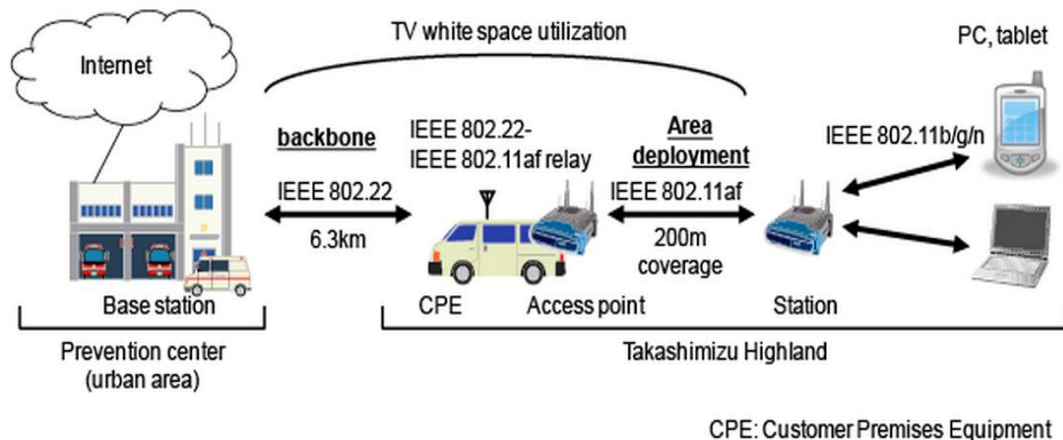 TV white space utilization
PC, tablet
Internet
backbone
IEEE 802.22-
IEEE 802.11af relay
Area
deployment
IEEE 802.11b/g/n
IEEE 802.22
IEEE 802.11af
6.3km
200m
coverage
Base station
CPE
Access point
Station
Prevention center
(urban area)
Takashimizu Highland
CPE: Customer Premises Equipment